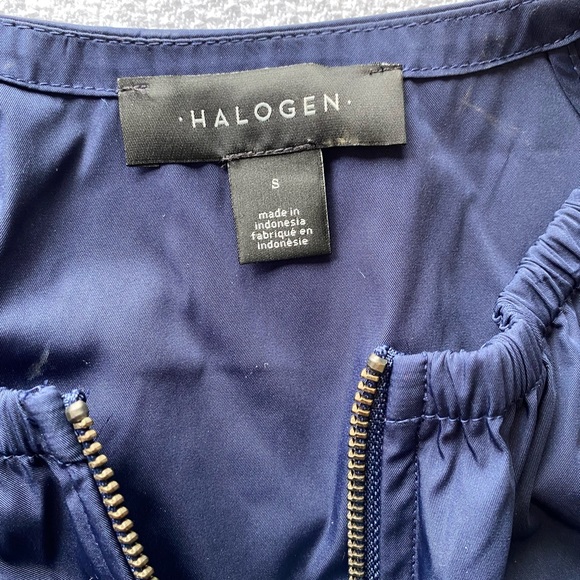 ·HALOGEN·
S
made in
indonesia
fabriqué en
indonésie